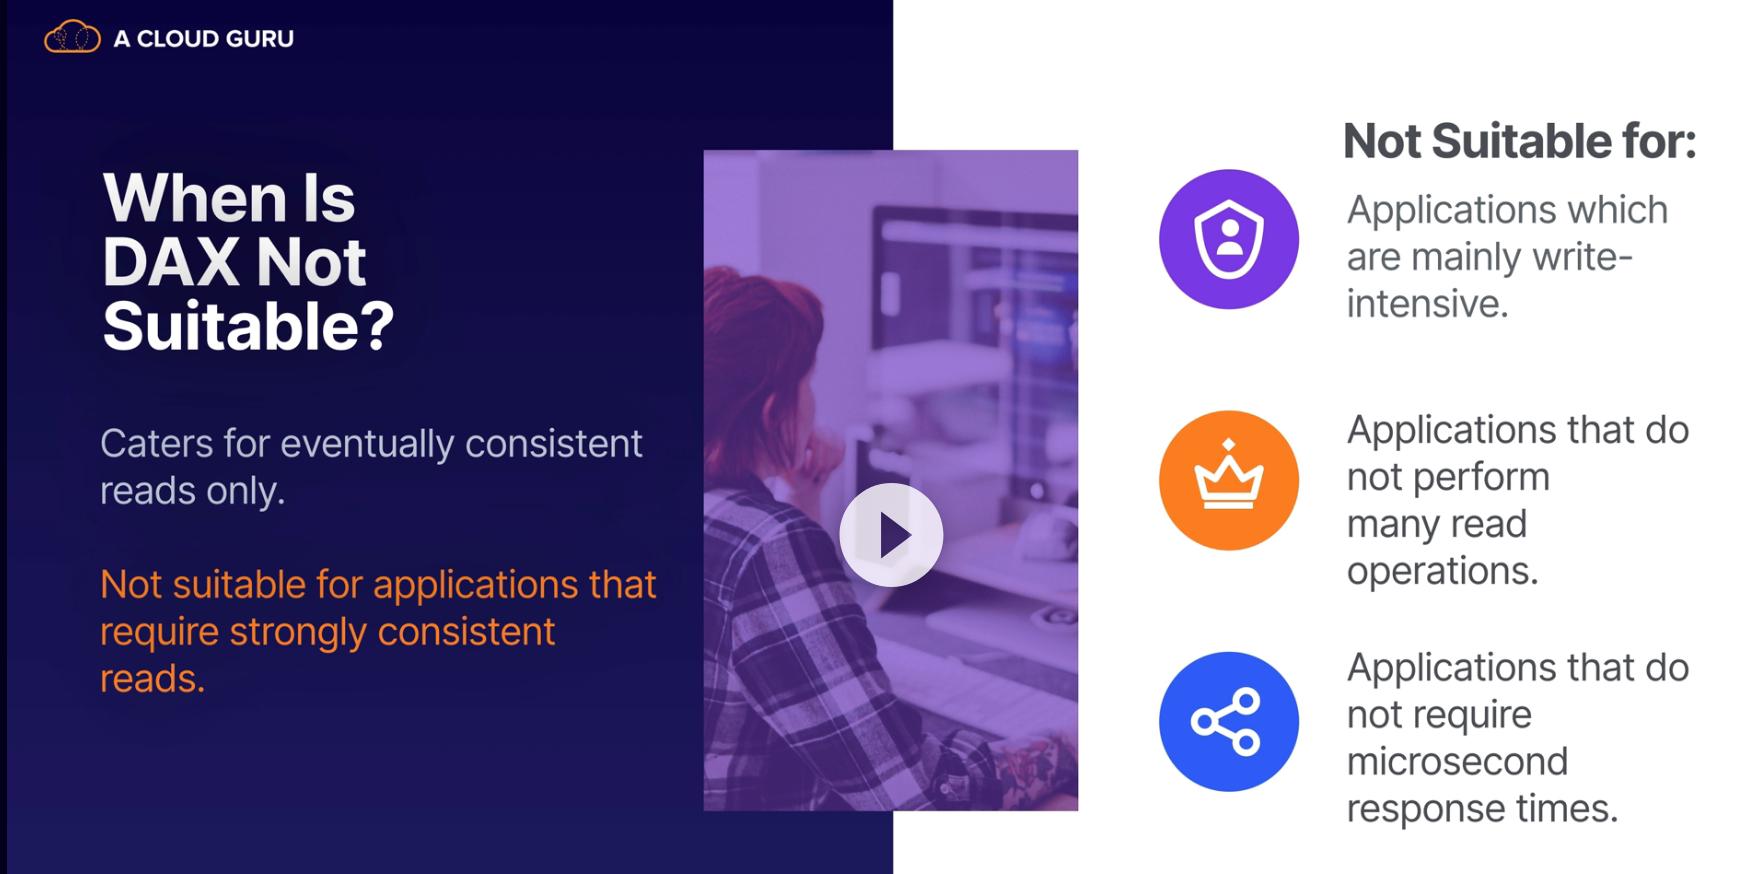 A CLOUD GURU
When Is
DAX Not
Suitable?
Caters for eventually consistent
reads only.
Not suitable for applications that
require strongly consistent
reads.
Not Suitable for:
Applications which
are mainly write-
intensive.
Applications that do
not perform
many read
operations.
Applications that do
not require
microsecond
response times.